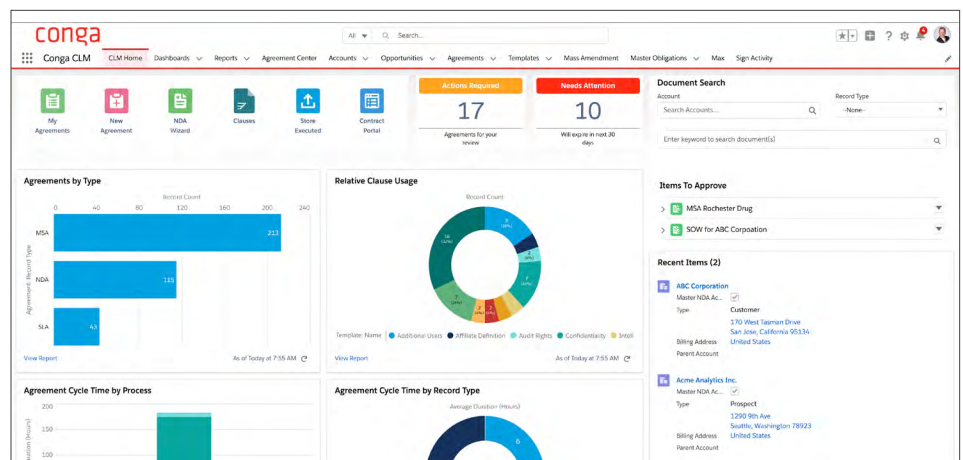 conga
All
Search...
Conga CLM
CLM Home
Dashboards
Reports
Agreement Center
Accounts
Opportunities
Agreements
Templates
Mass Amendment
Master Obligations
Max
Sign Activity
My
Agreements
New
Agreement
NDA
Wizard
Clauses
Store
Executed
Contract
Portal
Actions Required
17
Agreements for your
review
Needs Attention
10
Will expire in next 30
days
Document Search
Account
Record Type
Search Accounts...
--None--
Enter keyword to search document(s)
Agreements by Type
Record Count
0 40 80 120 160 200 240
Agreement: Record Type
MSA
213
NDA
115
SLA
43
View Report
As of Today at 7:55 AM
Relative Clause Usage
Record Count
Template: Name
Additional Users
Affiliate Definition
Audit Rights
Confidentiality
Intell
View Report
As of Today at 7:55 AM
Items To Approve
MSA Rochester Drug
SOW for ABC Corpoation
Recent Items (2)
ABC Corporation
Master NDA Ac...
Type Customer
170 West Tasman Drive
San Jose, California 95134
Billing Address United States
Parent Account
Acme Analytics Inc.
Master NDA Ac...
Type Prospect
1290 9th Ave
Seattle, Washington 78923
Billing Address United States
Parent Account
Agreement Cycle Time by Process
200
150
100
Agreement Cycle Time by Record Type
Average Duration (Hours)
6